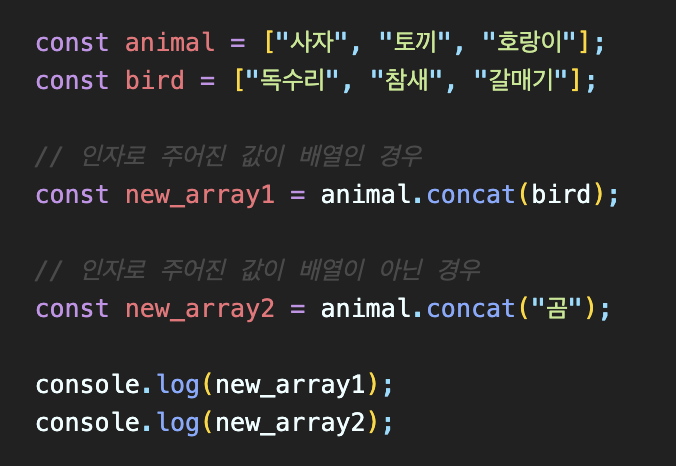 const animal = ["사자", "토끼", "호랑이"];
const bird = ["독수리", "참새", "갈매기"];
// 인자로 주어진 값이 배열인 경우
const new_array1 = animal.concat(bird);
// 인자로 주어진 값이 배열이 아닌 경우
const new_array2 = animal.concat("곰");
console.log(new_array1);
console.log(new_array2);